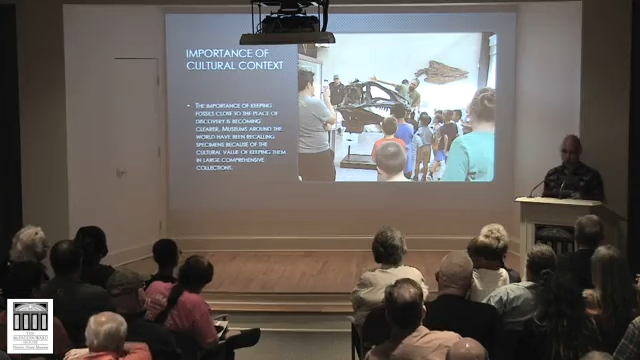 IMPORTANCE OF
CULTURAL CONTEXT
THE IMPORTANCE OF KEEPING
FOSSILS CLOSE TO THE PLACE OF
DISCOVERY IS BECOMING
CLEARER. MUSEUMS AROUND THE
WORLD HAVE BEEN RECALLING
SPECIMENS BECAUSE OF THE
CULTURAL VALUE OF KEEPING THEM
IN LARGE COMPREHENSIVE
COLLECTIONS.
THE
HOUSE